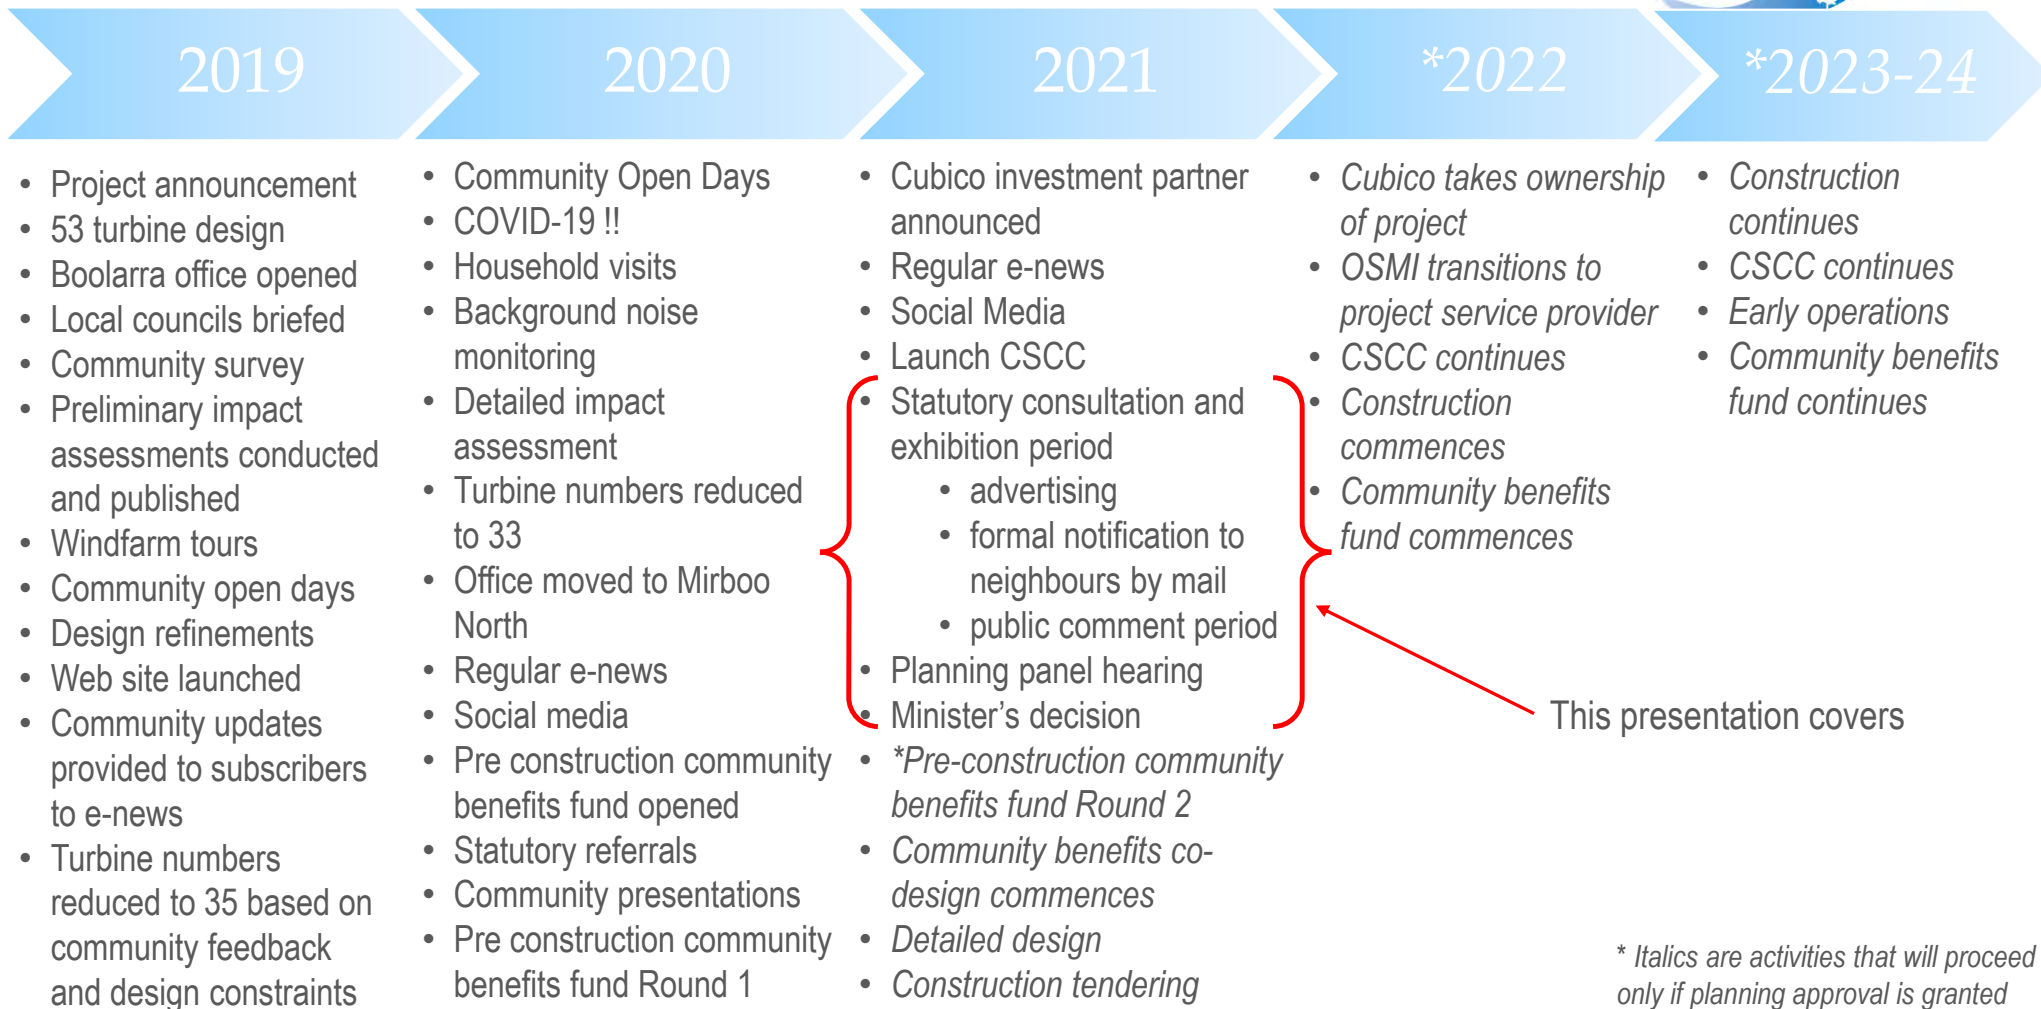 2019
2020
2021
*2022
*2023-24
• Project announcement
• 53 turbine design
• Boolarra office opened
• Local councils briefed
• Community survey
• Preliminary impact
assessments conducted
and published
• Windfarm tours
• Community open days
• Design refinements
• Web site launched
• Community updates
provided to subscribers
to e-news
• Turbine numbers
reduced to 35 based on
community feedback
and design constraints
• Community Open Days
• COVID-19 !!
• Household visits
• Background noise
monitoring
• Detailed impact
assessment
• Turbine numbers reduced
to 33
• Office moved to Mirboo
North
• Regular e-news
• Social media
• Pre construction community
benefits fund opened
• Statutory referrals
• Community presentations
• Pre construction community
benefits fund Round 1
• Cubico investment partner
announced
• Regular e-news
• Social Media
• Launch CSCC
• Statutory consultation and
exhibition period
• advertising
• formal notification to
neighbours by mail
• public comment period
• Planning panel hearing
• Minister's decision
• *Pre-construction community
benefits fund Round 2
• Community benefits co-
design commences
• Detailed design
• Construction tendering
• Cubico takes ownership
of project
• OSMI transitions to
project service provider
• CSCC continues
• Construction
commences
• Community benefits
fund commences
• Construction
continues
• CSCC continues
• Early operations
• Community benefits
fund continues
This presentation covers
* Italics are activities that will proceed
only if planning approval is granted